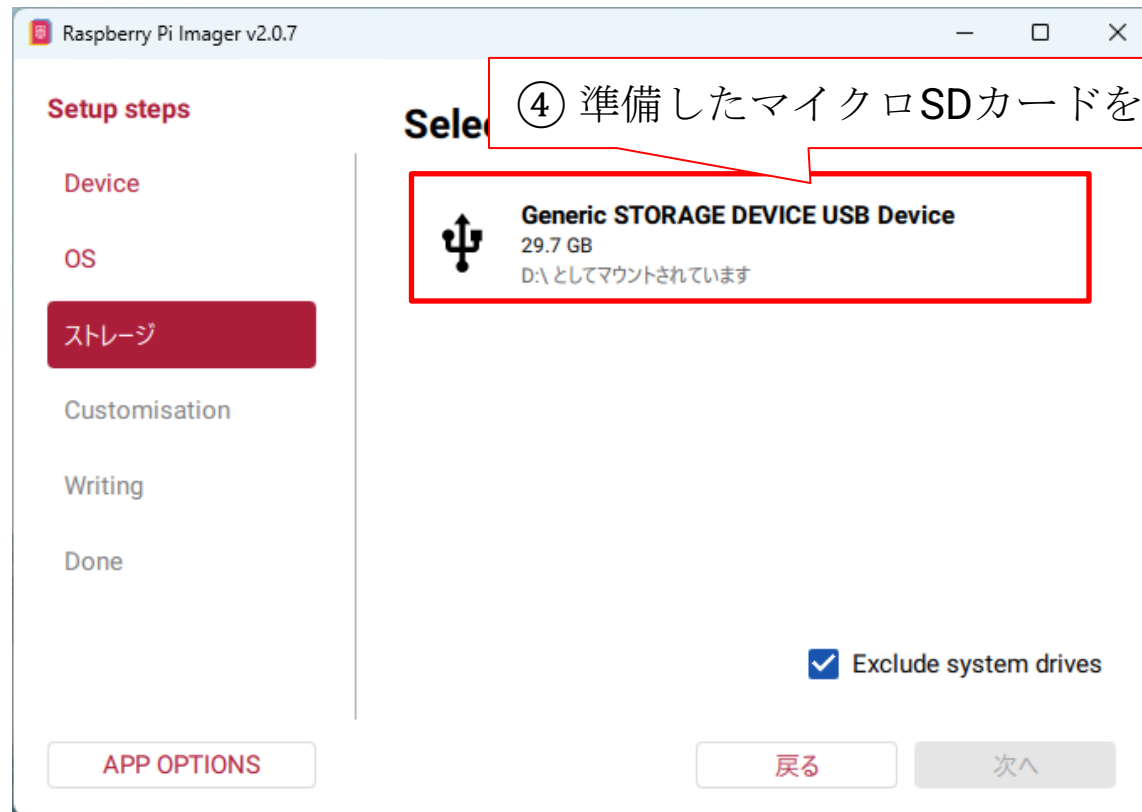 Raspberry Pi Imager v2.0.7
Setup steps
④ 準備したマイクロSDカードを
Device
OS
ストレージ
Customisation
Writing
Done
Generic STORAGE DEVICE USB Device
29.7 GB
D:\ としてマウントされています
Exclude system drives
APP OPTIONS
戻る
次へ